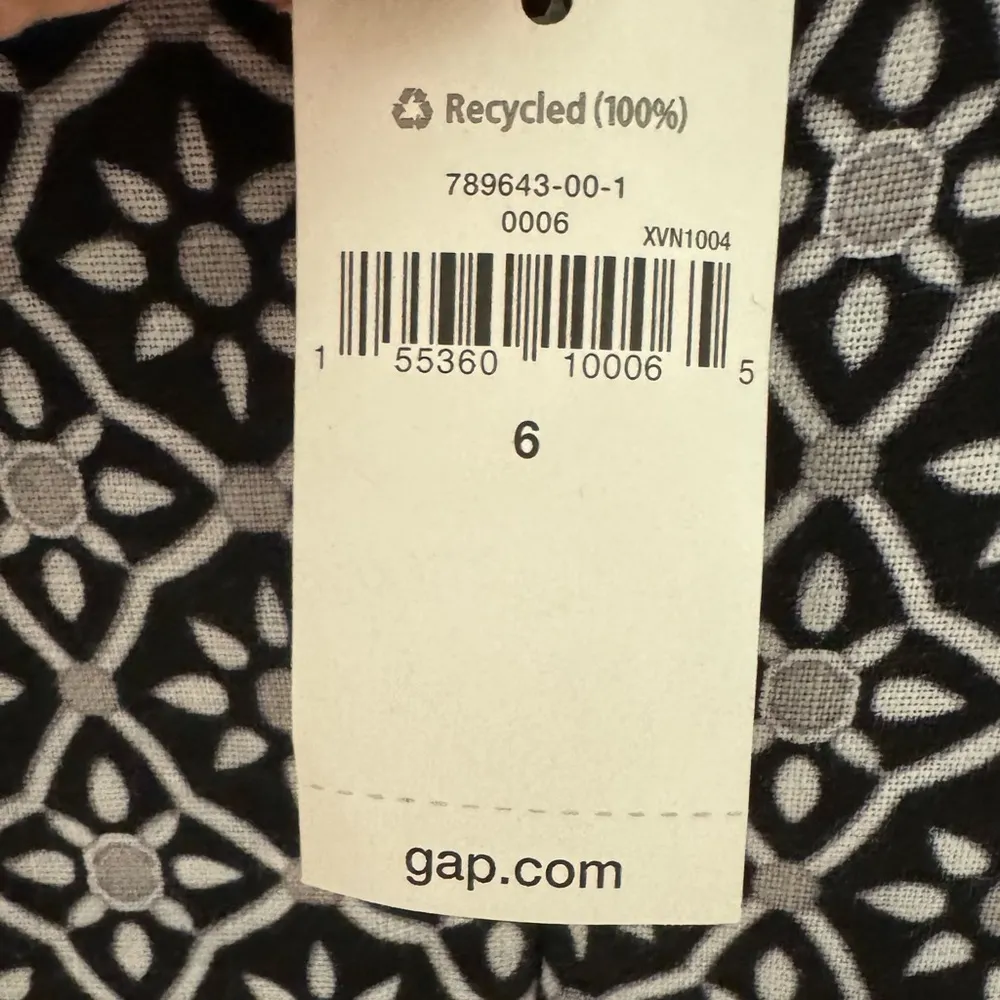 Recycled (100%)
789643-00-1
0006
XVN1004
1 55360 10006 5
6
gap.com